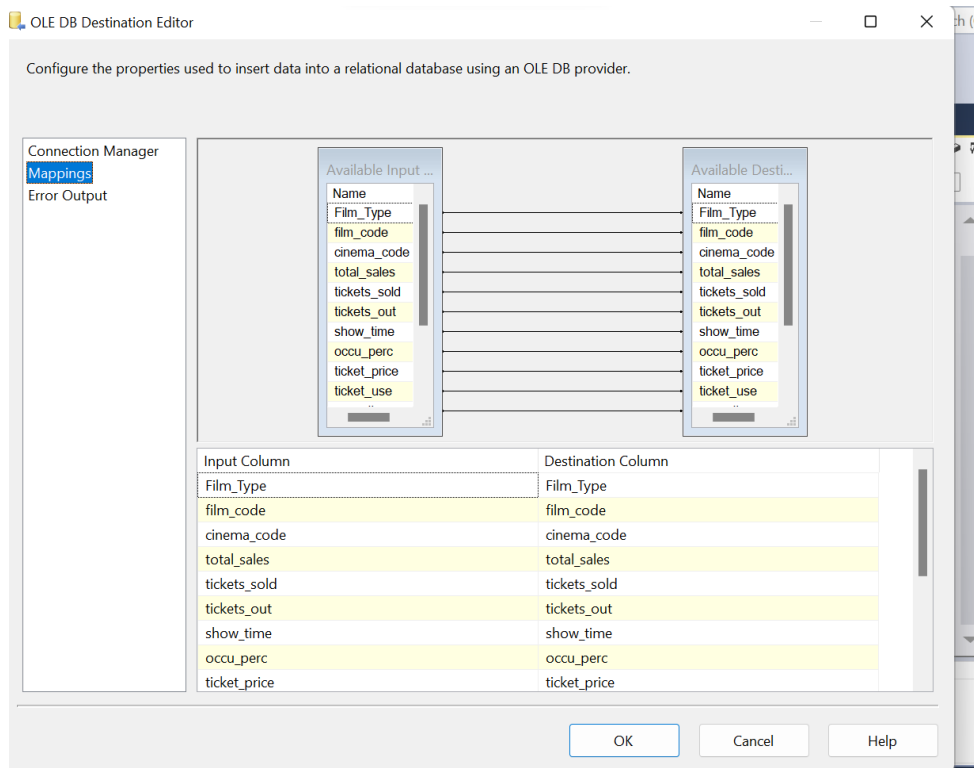 OLE DB Destination Editor
Configure the properties used to insert data into a relational database using an OLE DB provider.
Connection Manager
Mappings
Error Output
Available Input ...
Name
Film_Type
film_code
cinema_code
total_sales
tickets_sold
tickets_out
show_time
occu_perc
ticket_price
ticket_use
Available Desti...
Name
Film_Type
film_code
cinema_code
total_sales
tickets_sold
tickets_out
show_time
occu_perc
ticket_price
ticket_use
Input Column Destination Column
Film_Type Film_Type
film_code film_code
cinema_code cinema_code
total_sales total_sales
tickets_sold tickets_sold
tickets_out tickets_out
show_time show_time
occu_perc occu_perc
ticket_price ticket_price
OK Cancel Help